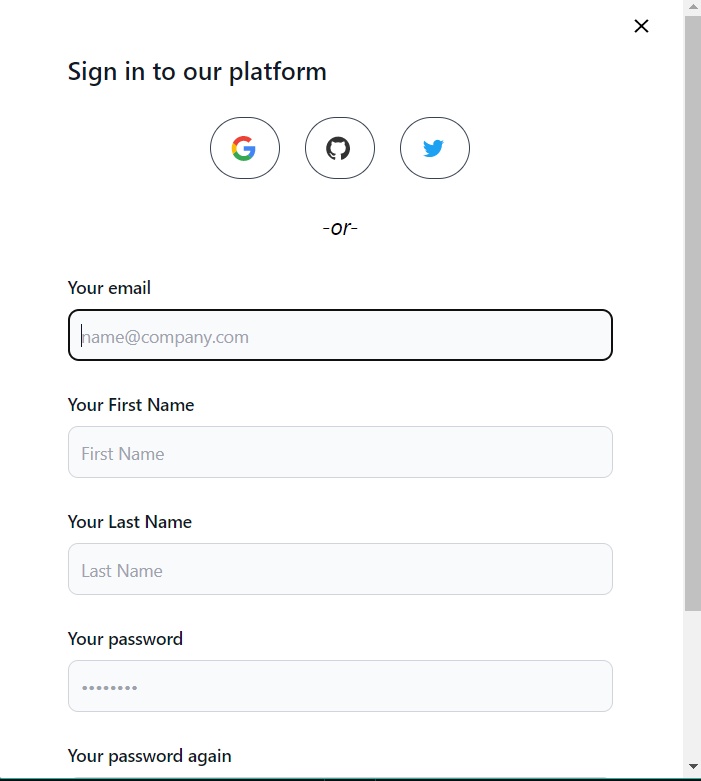 Sign in to our platform
-or-
Your email
name@company.com
Your First Name
First Name
Your Last Name
Last Name
Your password
••••••••
Your password again